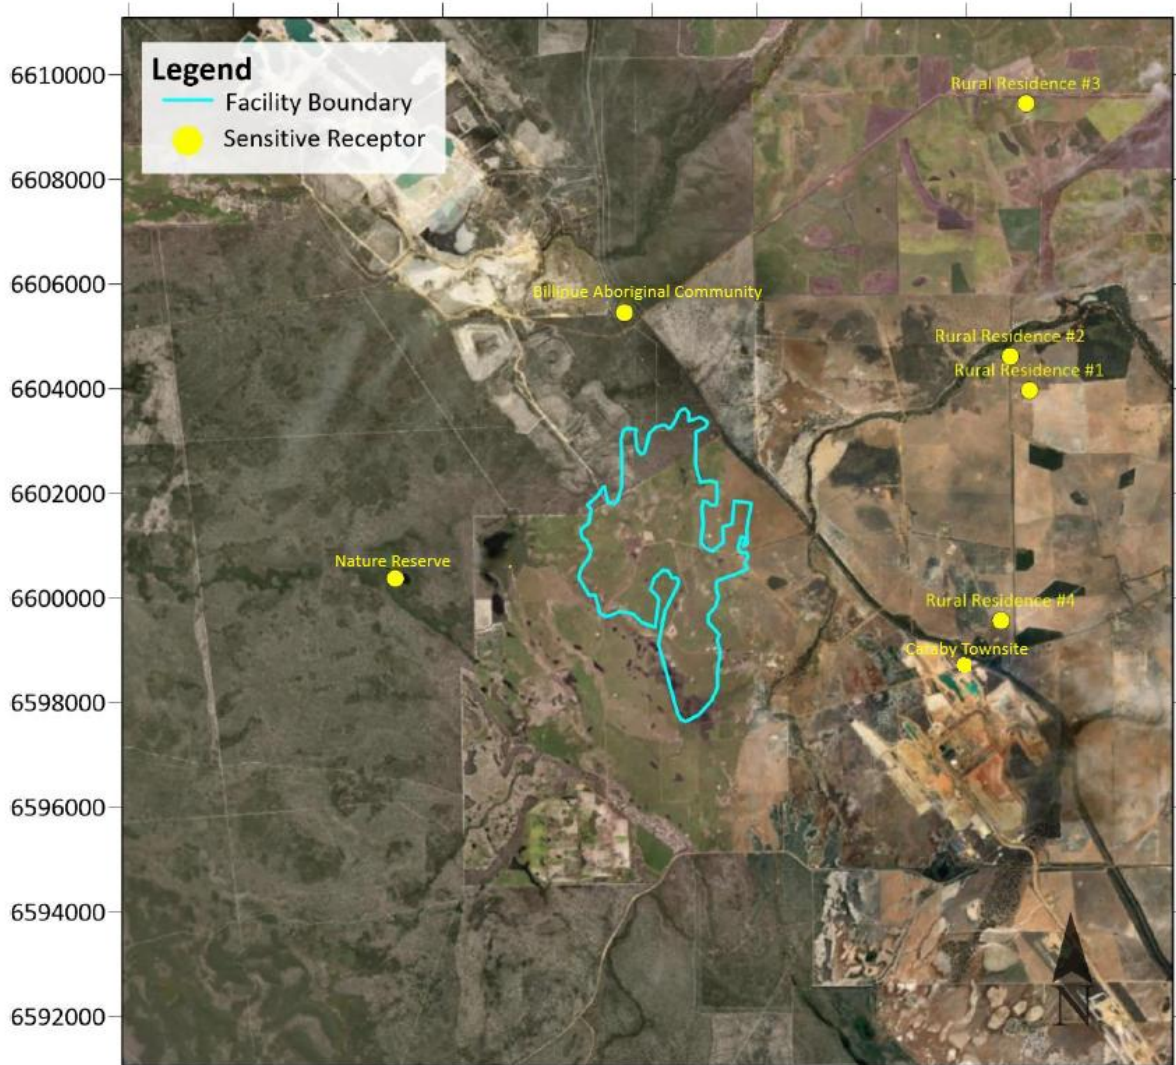 Legend
Facility Boundary
Sensitive Receptor
6610000
Rural Residence #3
6608000
6606000
Billinue Aboriginal Community
Rural Residence #2
6604000
Rural Residence #1
6602000
Nature Reserve
6600000
Rural Residence #4
Cataby Townsite
6598000
6596000
6594000
6592000
N